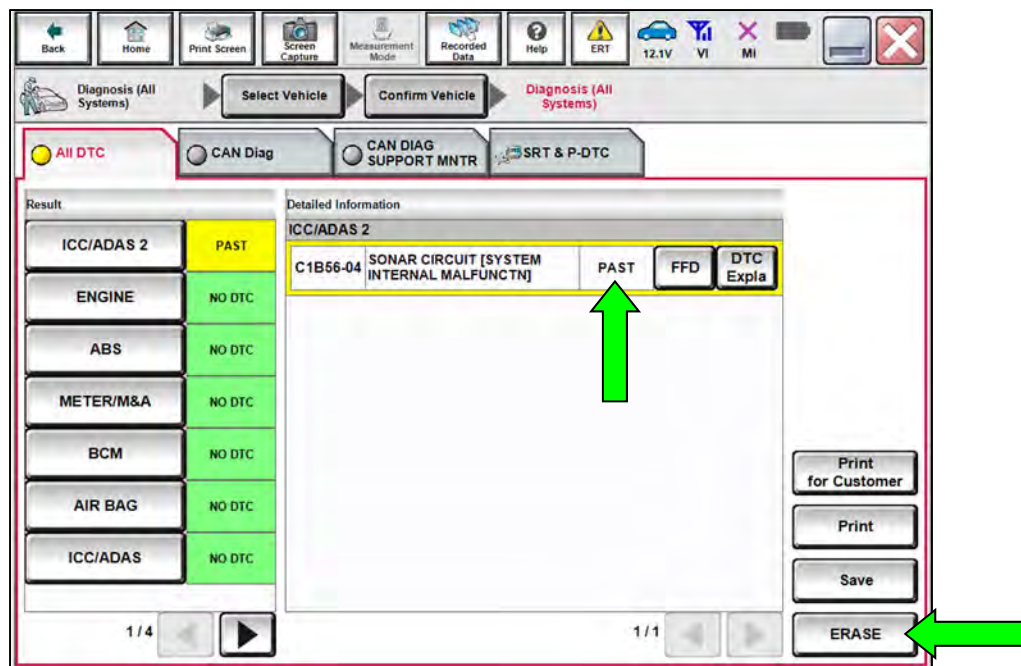 Back
Home
Print Screen
Screen
Capture
Measurement
Mode
Recorded
Data
Help
ERT
12.1V
VI
MI
Diagnosis (All
Systems)
Select Vehicle
Confirm Vehicle
Diagnosis (All
Systems)
All DTC
CAN Diag
CAN DIAG
SUPPORT MNTR
SRT & P-DTC
Result
Detailed Information
ICC/ADAS 2
PAST
ENGINE
NO DTC
ABS
NO DTC
METER/M&A
NO DTC
BCM
NO DTC
AIR BAG
NO DTC
ICC/ADAS
NO DTC
1/4
ICC/ADAS 2
C1B56-04
SONAR CIRCUIT [SYSTEM
INTERNAL MALFUNCTN]
PAST
FFD
DTC
Expla
1/1
Print
for Customer
Print
Save
ERASE